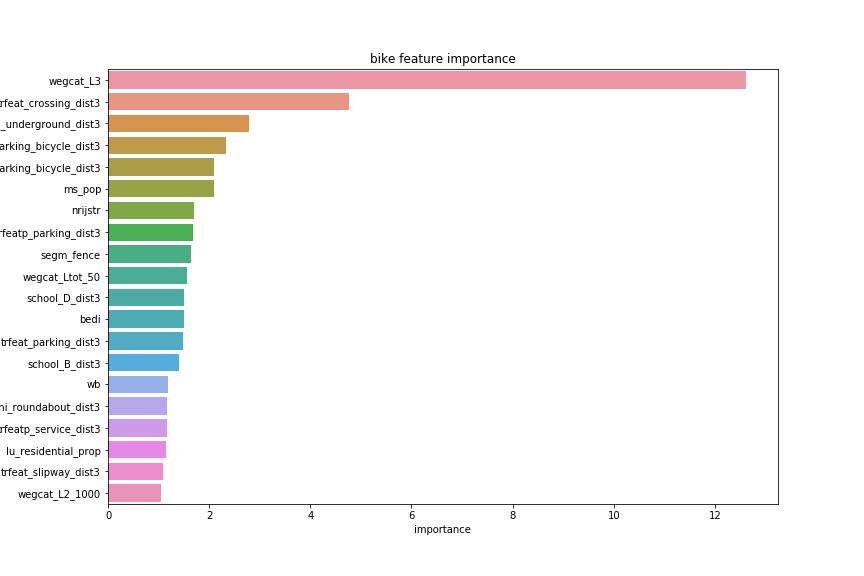 bike feature importance
wegcat_L3
rfeat_crossing_dist3
_underground_dist3
arking_bicycle_dist3
arking_bicycle_dist3
ms_pop
nrijstr
rfeatp_parking_dist3
segm_fence
wegcat_Ltot_50
school_D_dist3
bedi
trfeat_parking_dist3
school_B_dist3
wb
ni_roundabout_dist3
rfeatp_service_dist3
lu_residential_prop
trfeat_slipway_dist3
wegcat_L2_1000
0 2 4 6 8 10 12
importance